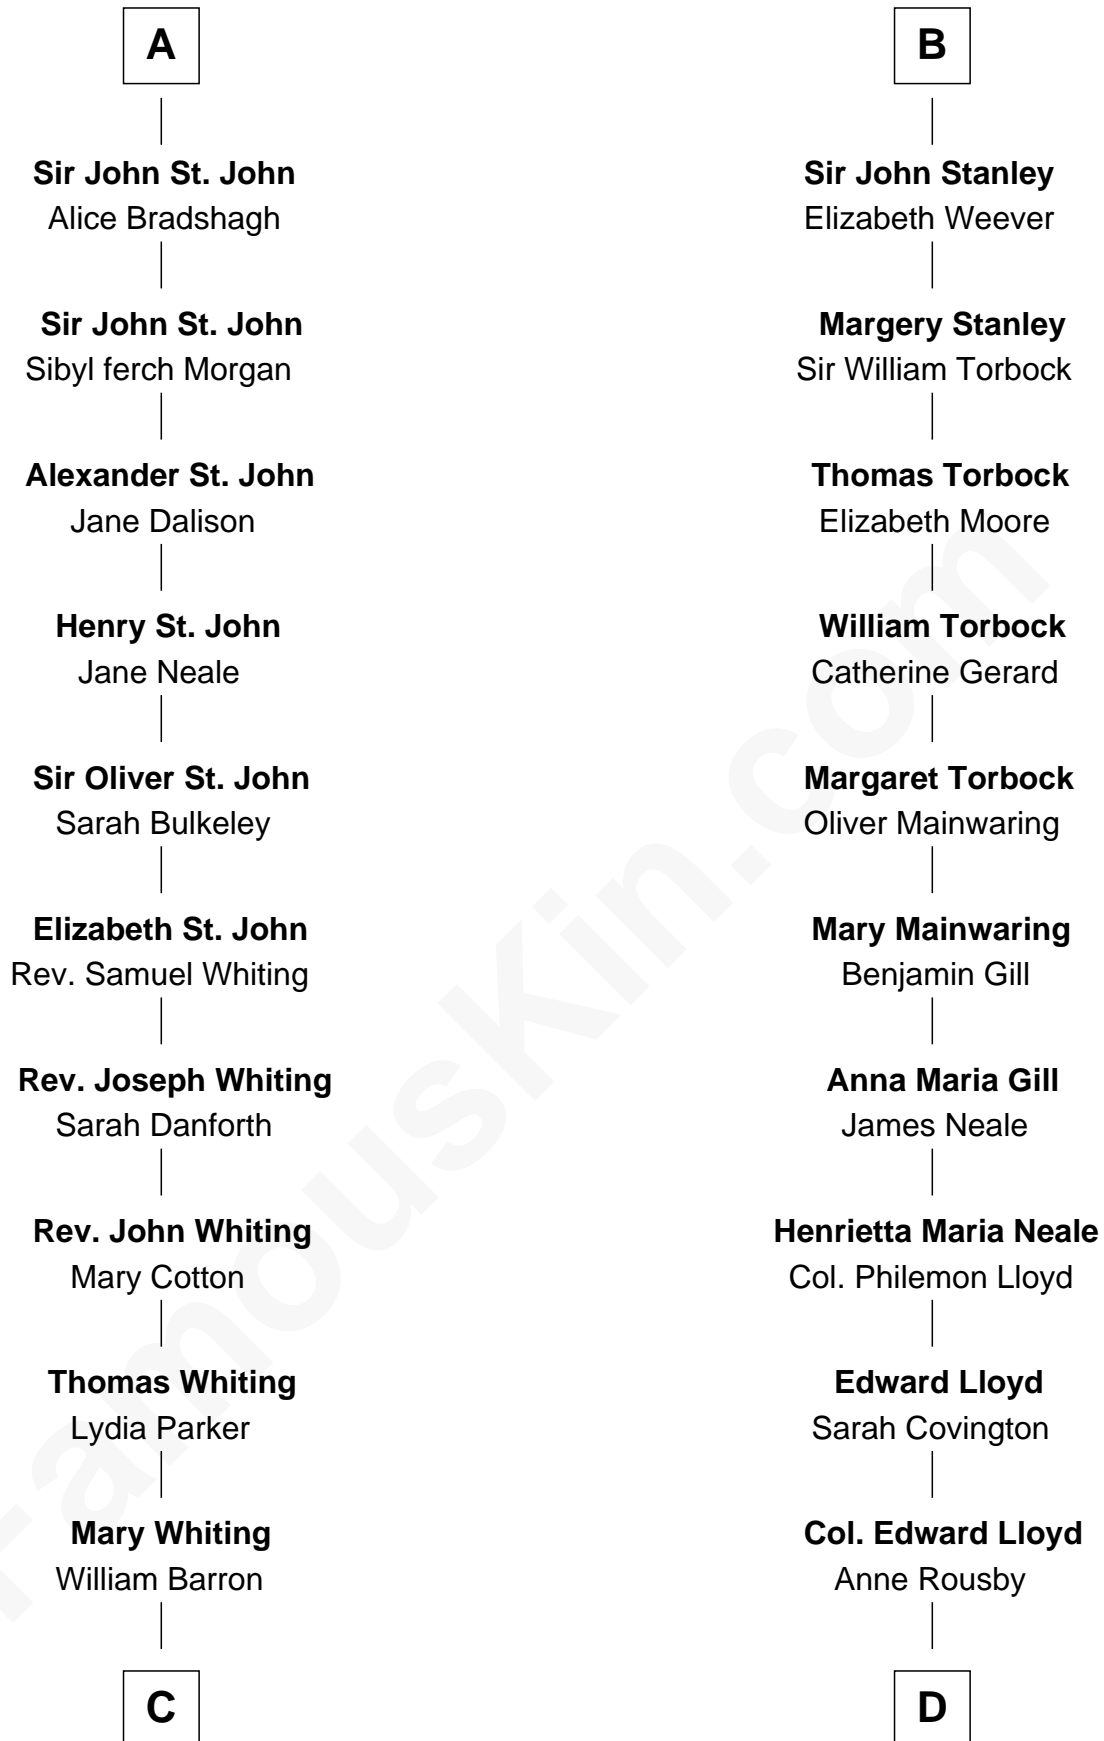 A
Sir John St. John
Alice Bradshagh
Sir John St. John
Sibyl ferch Morgan
Alexander St. John
Jane Dalison
Henry St. John
Jane Neale
Sir Oliver St. John
Sarah Bulkeley
Elizabeth St. John
Rev. Samuel Whiting
Rev. Joseph Whiting
Sarah Danforth
Rev. John Whiting
Mary Cotton
Thomas Whiting
Lydia Parker
Mary Whiting
William Barron
C
B
Sir John Stanley
Elizabeth Weever
Margery Stanley
Sir William Torbock
Thomas Torbock
Elizabeth Moore
William Torbock
Catherine Gerard
Margaret Torbock
Oliver Mainwaring
Mary Mainwaring
Benjamin Gill
Anna Maria Gill
James Neale
Henrietta Maria Neale
Col. Philemon Lloyd
Edward Lloyd
Sarah Covington
Col. Edward Lloyd
Anne Rousby
D
FamousKin.com